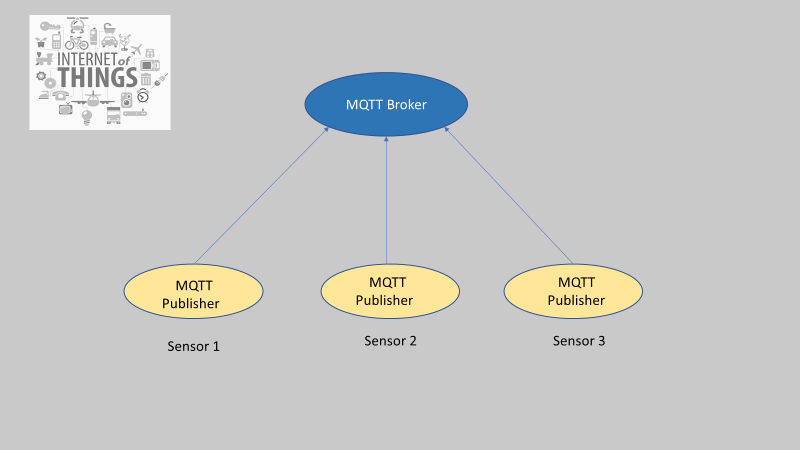 INTERNET of
THINGS
MQTT Broker
MQTT
Publisher
MQTT
Publisher
MQTT
Publisher
Sensor 1
Sensor 2
Sensor 3